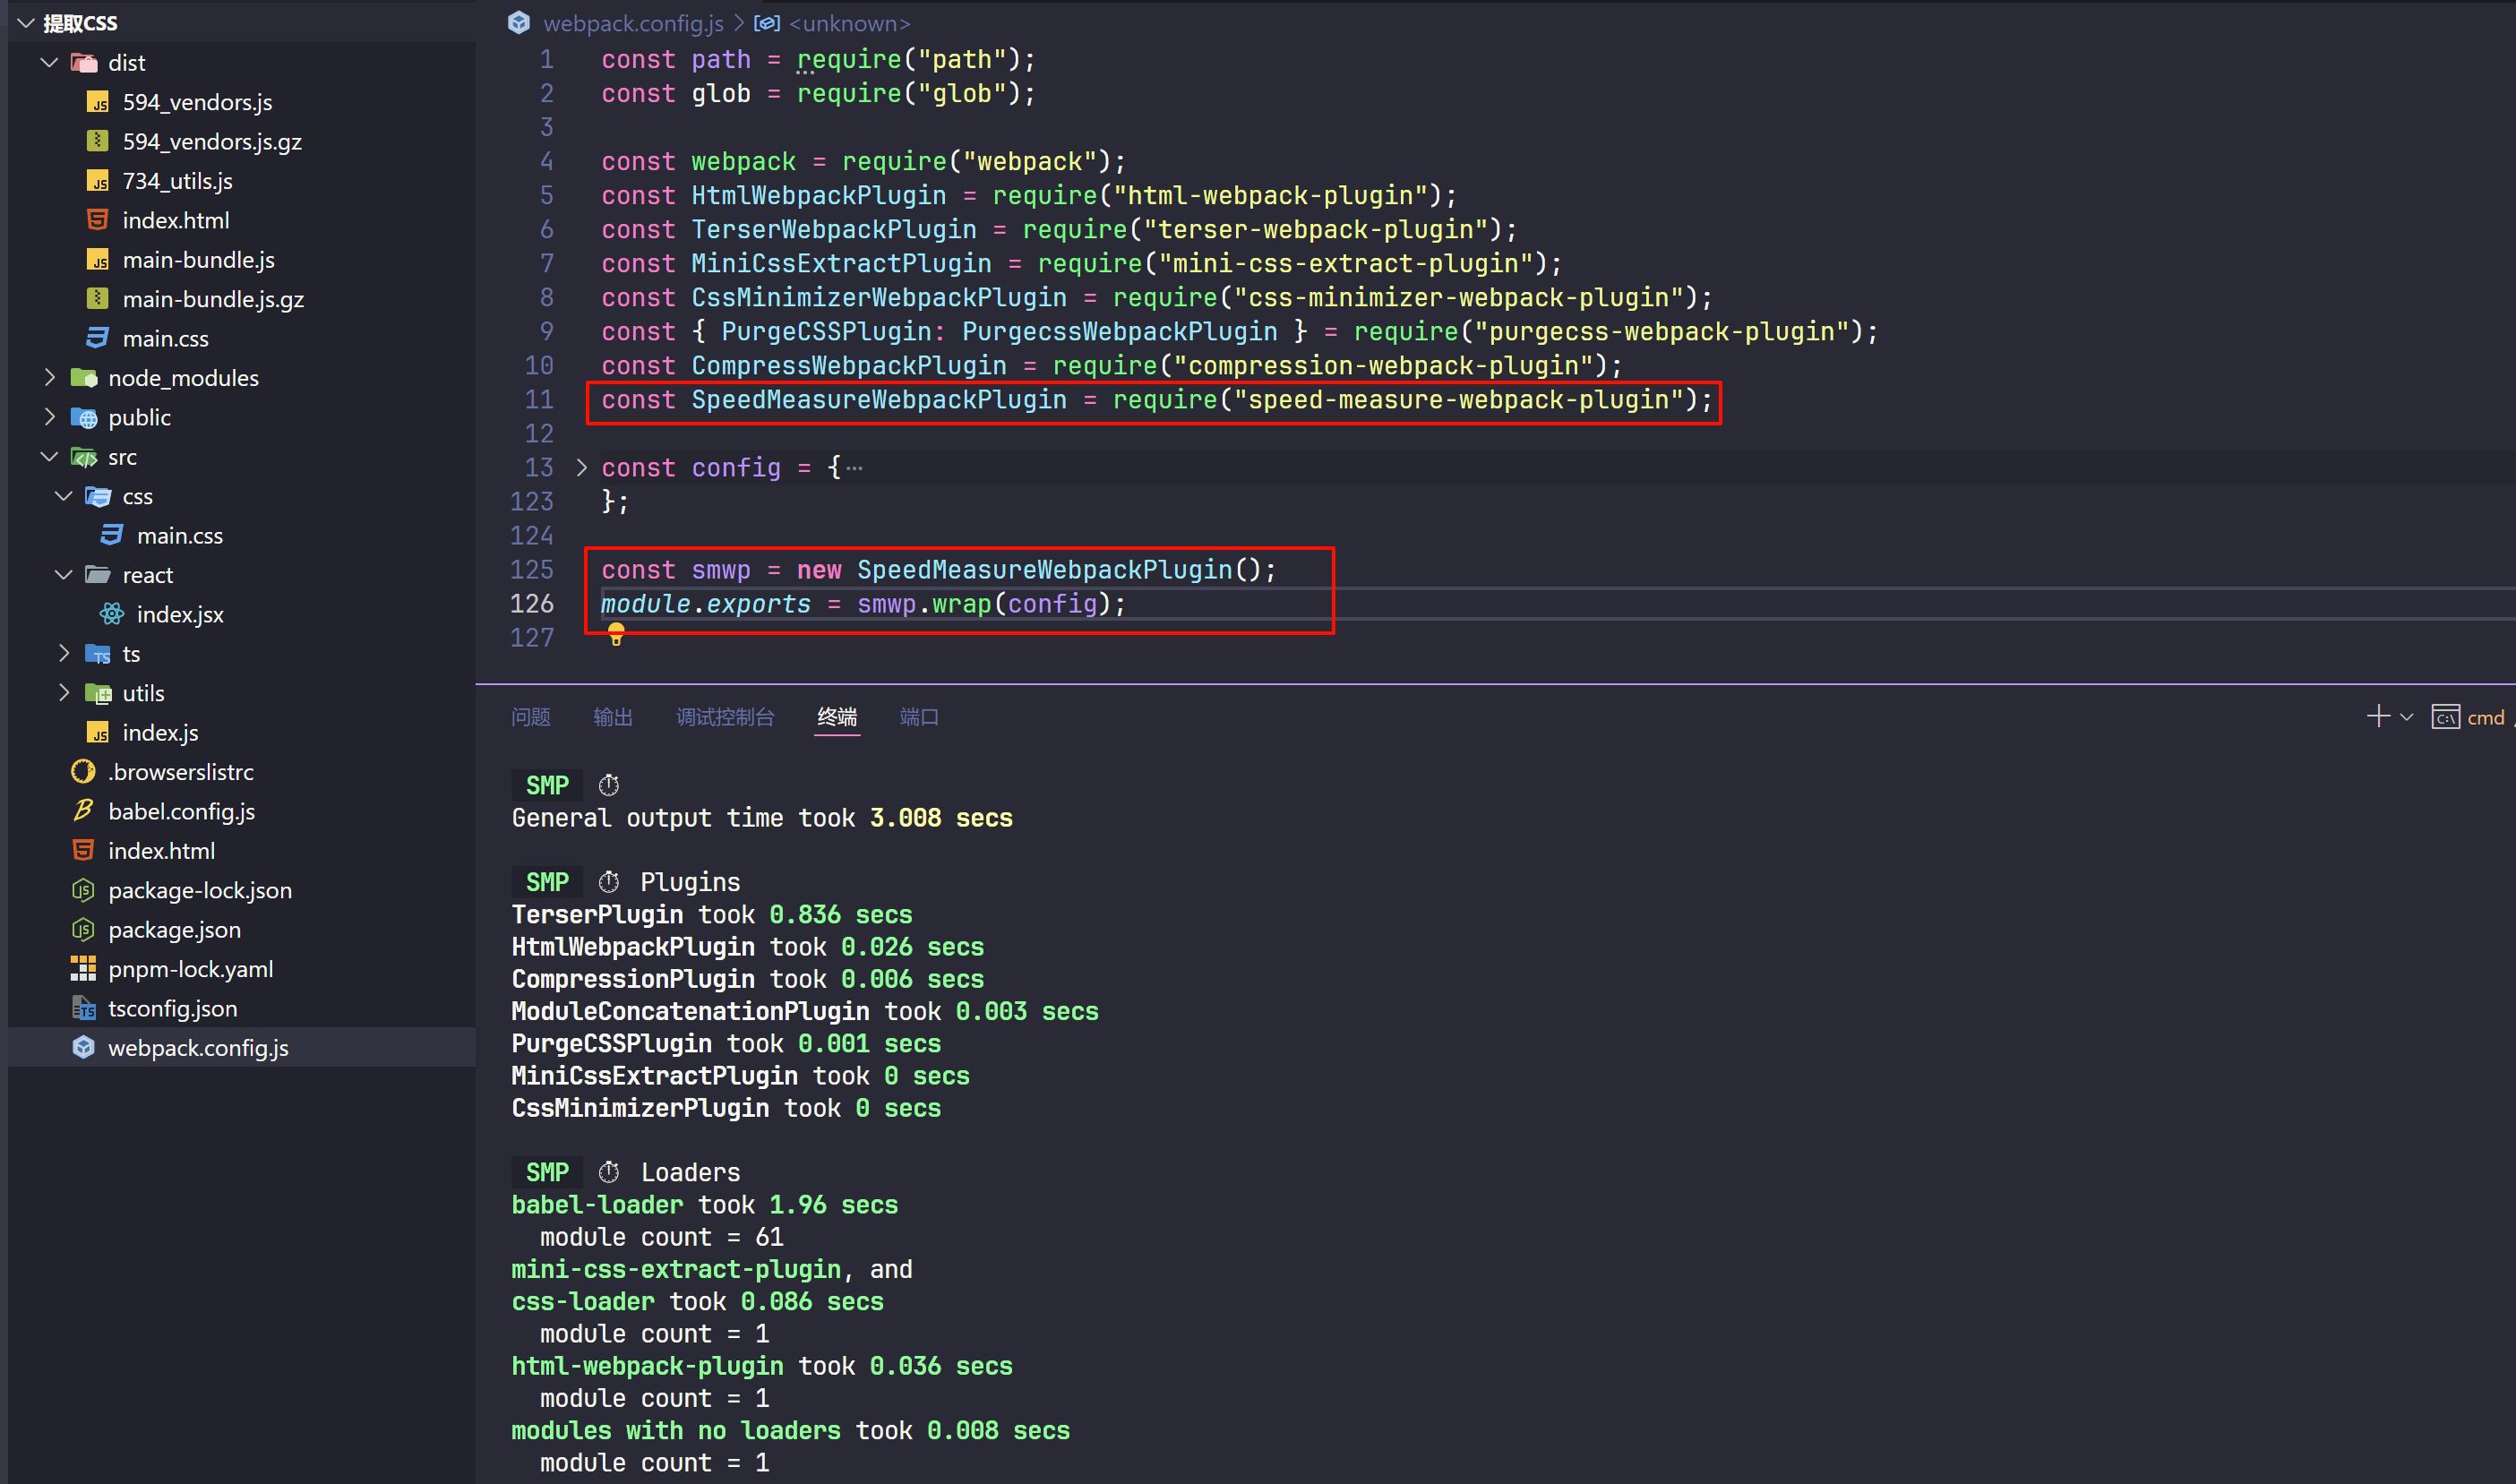 提取CSS
dist
594_vendors.js
594_vendors.js.gz
734_utils.js
index.html
main-bundle.js
main-bundle.js.gz
main.css
node_modules
public
src
css
main.css
react
index.jsx
ts
utils
index.js
.browserslistrc
babel.config.js
index.html
package-lock.json
package.json
pnpm-lock.yaml
tsconfig.json
webpack.config.js
webpack.config.js > <unknown>
1 const path = require("path");
2 const glob = require("glob");
3
4 const webpack = require("webpack");
5 const HtmlWebpackPlugin = require("html-webpack-plugin");
6 const TerserWebpackPlugin = require("terser-webpack-plugin");
7 const MiniCssExtractPlugin = require("mini-css-extract-plugin");
8 const CssMinimizerWebpackPlugin = require("css-minimizer-webpack-plugin");
9 const { PurgeCSSPlugin: PurgecssWebpackPlugin } = require("purgecss-webpack-plugin");
10 const CompressWebpackPlugin = require("compression-webpack-plugin");
11 const SpeedMeasureWebpackPlugin = require("speed-measure-webpack-plugin");
12
13 const config = {…
123 };
124
125 const smwp = new SpeedMeasureWebpackPlugin();
126 module.exports = smwp.wrap(config);
127
问题 输出 调试控制台 终端 端口 cmd
SMP ⏱
General output time took 3.008 secs
SMP ⏱ Plugins
TerserPlugin took 0.836 secs
HtmlWebpackPlugin took 0.026 secs
CompressionPlugin took 0.006 secs
ModuleConcatenationPlugin took 0.003 secs
PurgeCSSPlugin took 0.001 secs
MiniCssExtractPlugin took 0 secs
CssMinimizerPlugin took 0 secs
SMP ⏱ Loaders
babel-loader took 1.96 secs
module count = 61
mini-css-extract-plugin, and
css-loader took 0.086 secs
module count = 1
html-webpack-plugin took 0.036 secs
module count = 1
modules with no loaders took 0.008 secs
module count = 1